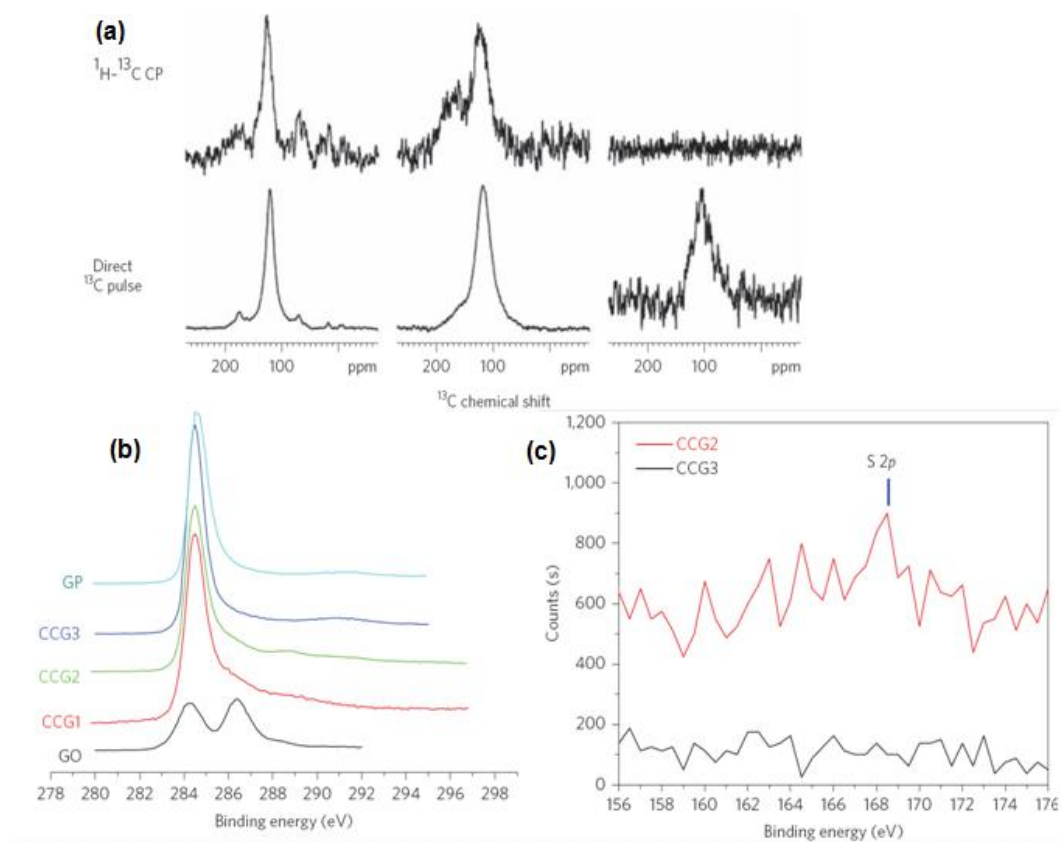 (a)
¹H-¹³C CP
Direct
¹³C pulse
200 100 ppm 200 100 ppm 200 100 ppm
¹³C chemical shift
(b)
GP
CCG3
CCG2
CCG1
GO
278 280 282 284 286 288 290 292 294 296 298
Binding energy (eV)
(c)
CCG2
CCG3
S 2p
1,200
1,000
800
600
400
200
0
Counts (s)
156 158 160 162 164 166 168 170 172 174 176
Binding energy (eV)